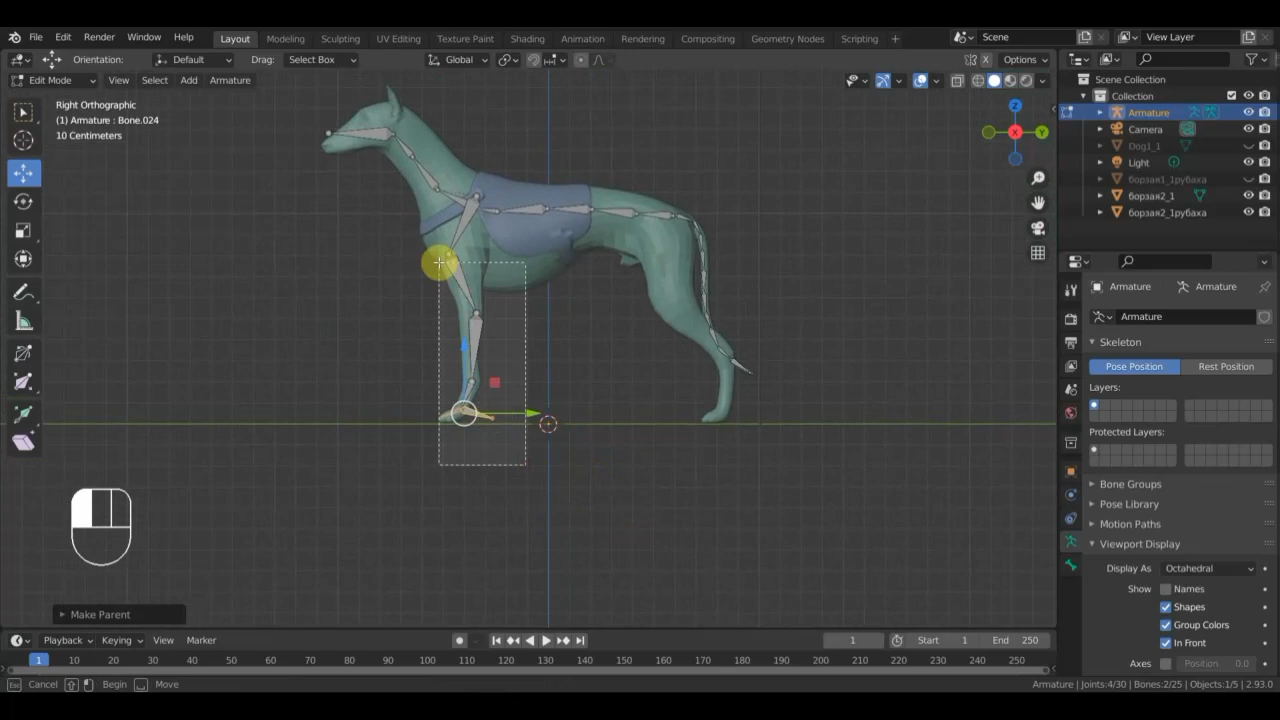 File Edit Render Window Help Layout Modeling Sculpting UV Editing Texture Paint Shading Animation Rendering Compositing Geometry Nodes Scripting + Scene View Layer
Orientation: Default Drag: Select Box Global X Options
Edit Mode View Select Add Armature
Right Orthographic
(1) Armature : Bone.024
10 Centimeters
Z
X
Y
Make Parent
Scene Collection
Collection
Armature
Camera
Dog1_1
Light
борзая1_1рубаха
борзая2_1
борзая2_1рубаха
Armature Armature
Armature
Skeleton
Pose Position Rest Position
Layers:
Protected Layers:
Bone Groups
Pose Library
Motion Paths
Viewport Display
Display As Octahedral
Show Names
Shapes
Group Colors
In Front
Axes Position 0.0
Playback Keying View Marker 1 Start 1 End 250
1 10 20 30 40 50 60 70 80 90 100 110 120 130 140 150 160 170 180 190 200 210 220 230 240 250
Esc Cancel Begin Move Armature | Joints:4/30 | Bones:2/25 | Objects:1/5 | 2.93.0